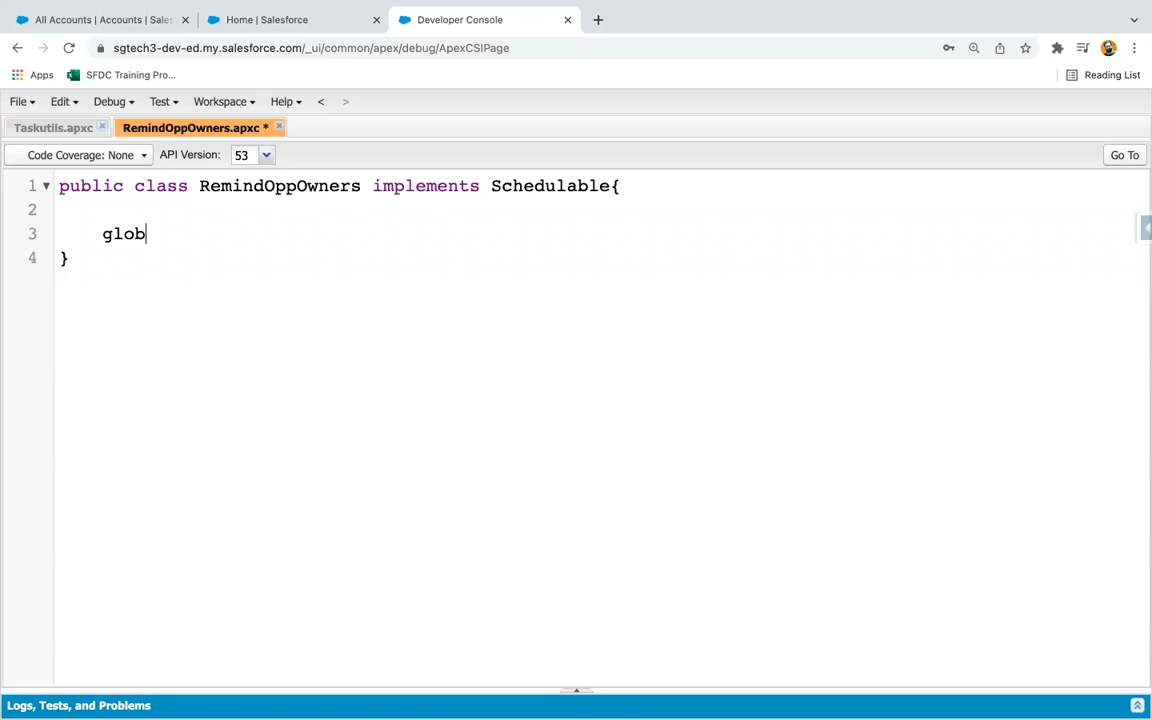 All Accounts | Accounts | Sales
Home | Salesforce
Developer Console
sgtech3-dev-ed.my.salesforce.com/_ui/common/apex/debug/ApexCSIPage
Apps
SFDC Training Pro...
Reading List
File Edit Debug Test Workspace Help < >
Taskutils.apxc
RemindOppOwners.apxc *
Code Coverage: None
API Version: 53
Go To
1 public class RemindOppOwners implements Schedulable{
2
3 glob
4 }
Logs, Tests, and Problems